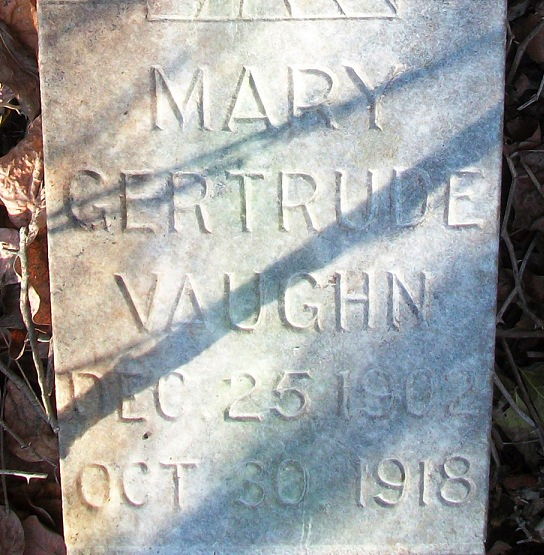 MARY
GERTRUDE
VAUGHN
DEC. 25 1902
OCT 30 1918